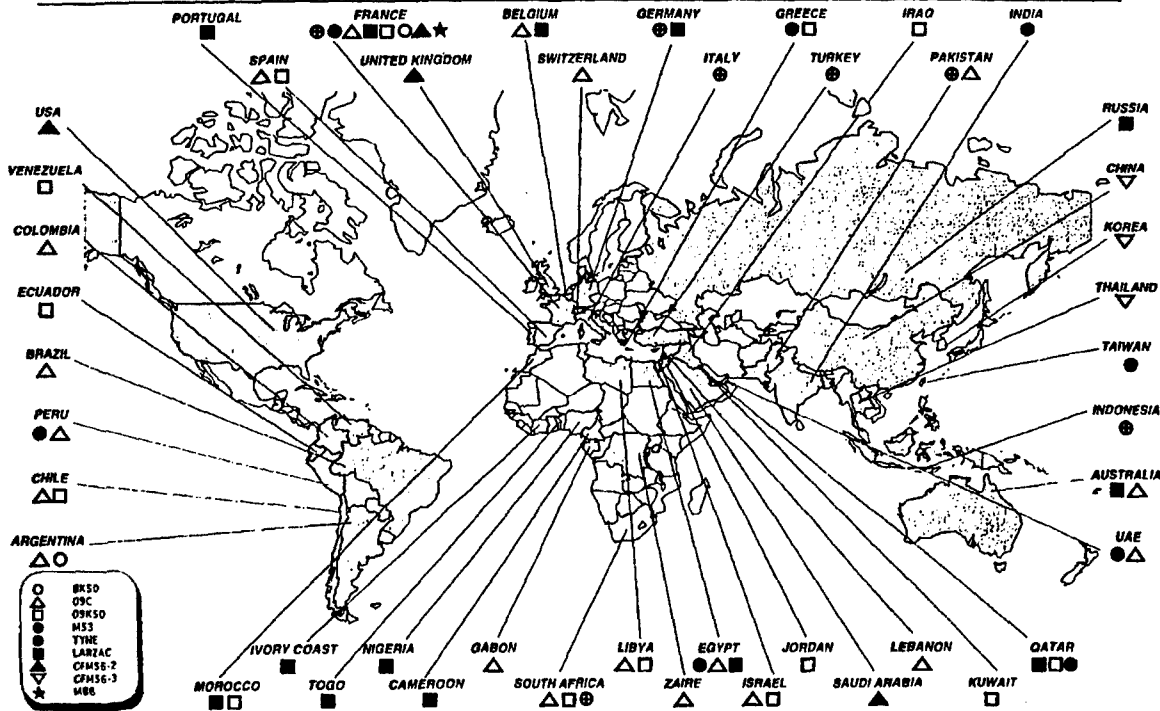 PORTUGAL
FRANCE
BELGIUM
GERMANY
GREECE
IRAQ
INDIA
SPAIN
UNITED KINGDOM
SWITZERLAND
ITALY
TURKEY
PAKISTAN
USA
RUSSIA
VENEZUELA
CHINA
COLOMBIA
KOREA
ECUADOR
THAILAND
BRAZIL
TAIWAN
PERU
INDONESIA
CHILE
AUSTRALIA
ARGENTINA
UAE
8K50
09C
09K50
M53
TYNE
LARZAC
CFM56-2
CFM56-3
M88
IVORY COAST
NIGERIA
GABON
LIBYA
EGYPT
JORDAN
LEBANON
QATAR
MOROCCO
TOGO
CAMEROON
SOUTH AFRICA
ZAIRE
ISRAEL
SAUDI ARABIA
KUWAIT